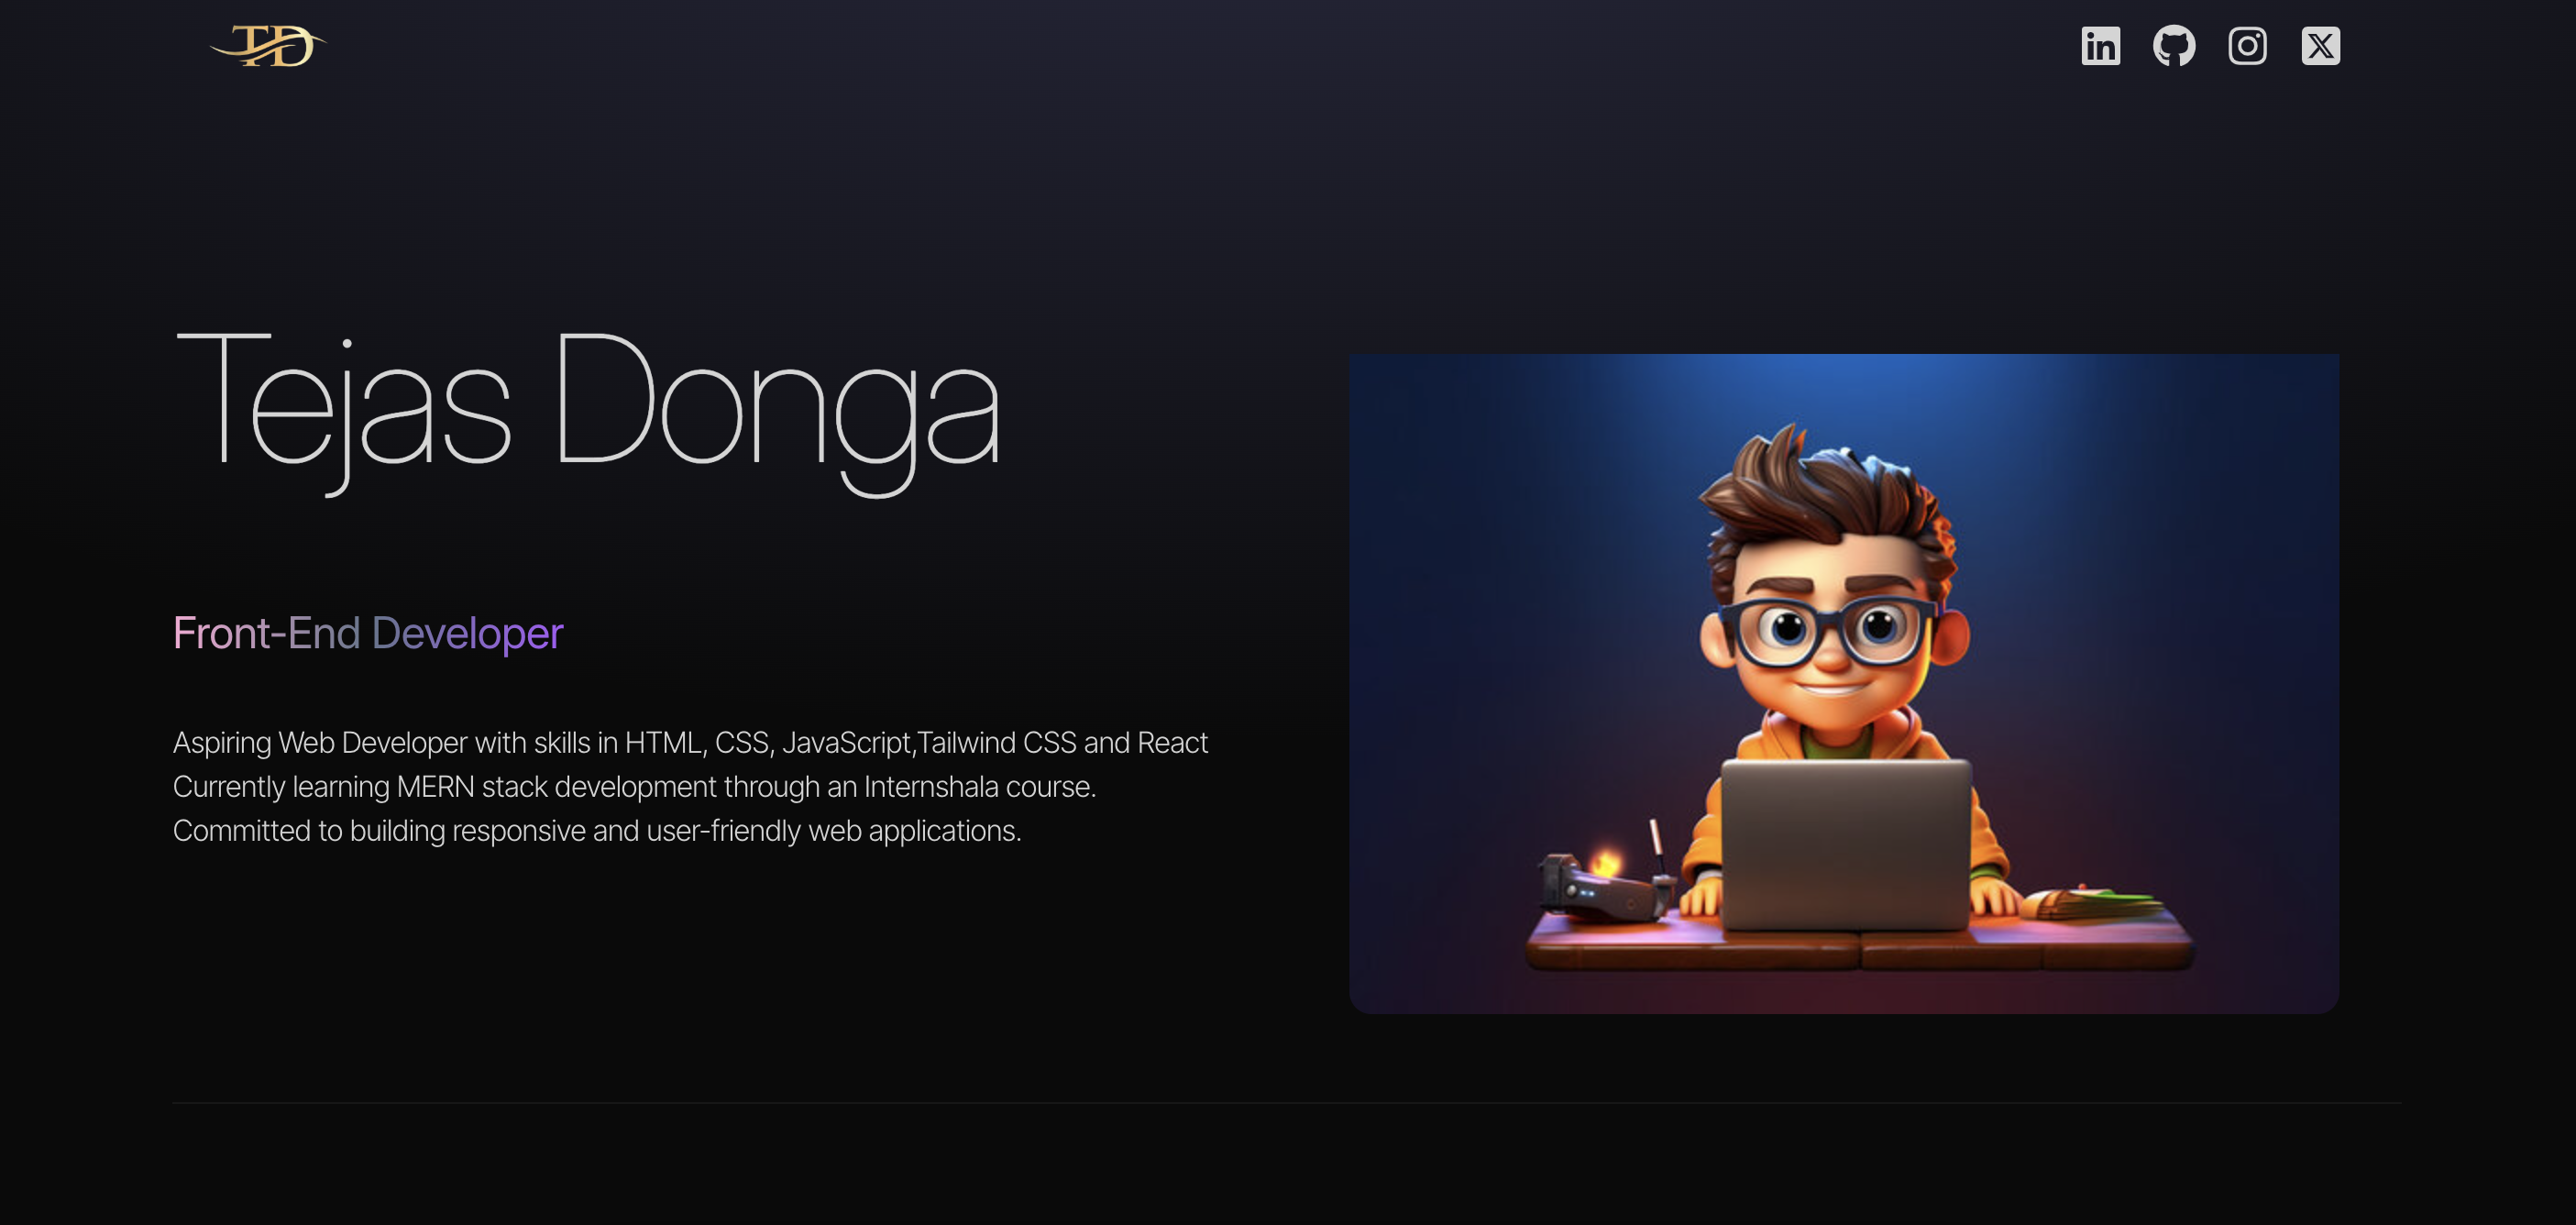 TD
Tejas Donga
Front-End Developer
Aspiring Web Developer with skills in HTML, CSS, JavaScript,Tailwind CSS and React
Currently learning MERN stack development through an Internshala course.
Committed to building responsive and user-friendly web applications.